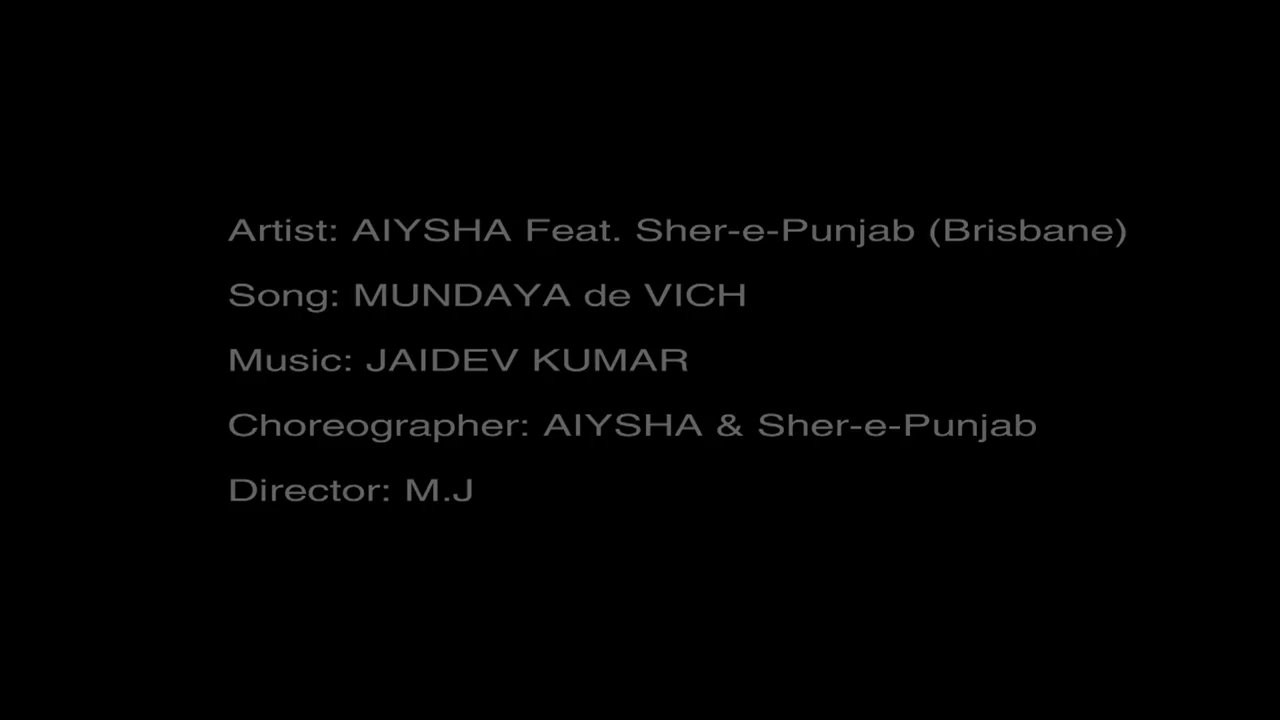 Artist: AIYSHA Feat. Sher-e-Punjab (Brisbane)
Song: MUNDAYA de VICH
Music: JAIDEV KUMAR
Choreographer: AIYSHA & Sher-e-Punjab
Director: M.J